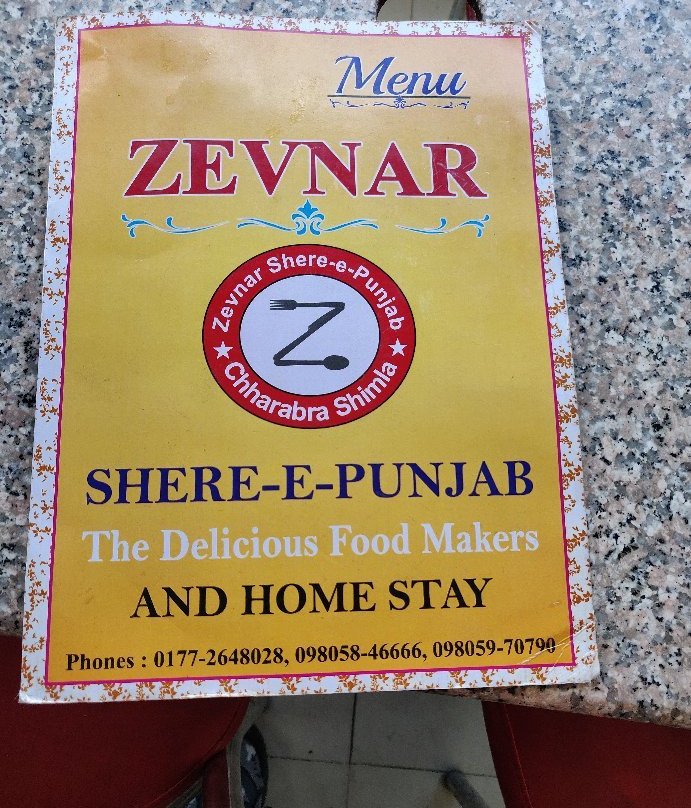 Menu
ZEVNAR
Zevnar Shere-e-Punjab
Z
★ Chharabra Shimla ★
SHERE-E-PUNJAB
The Delicious Food Makers
AND HOME STAY
Phones : 0177-2648028, 098058-46666, 098059-70790